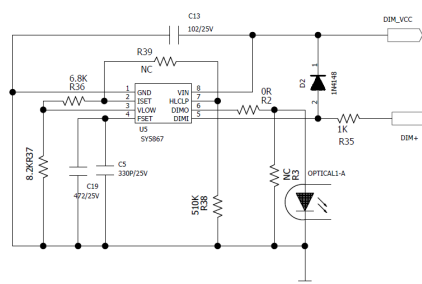 C13
102/25V
DIM_VCC
R39
NC
6.8K
R36
1 GND VIN 8
2 ISET HLCLP 7
3 VLOW DIMO 6
4 FSET DIMI 5
U5
SY5867
0R
R2
1
D2
1N4148
2
1K
R35
DIM+
8.2KR37
C5
330P/25V
C19
472/25V
510K
R38
NC
R3
OPTICAL1-A